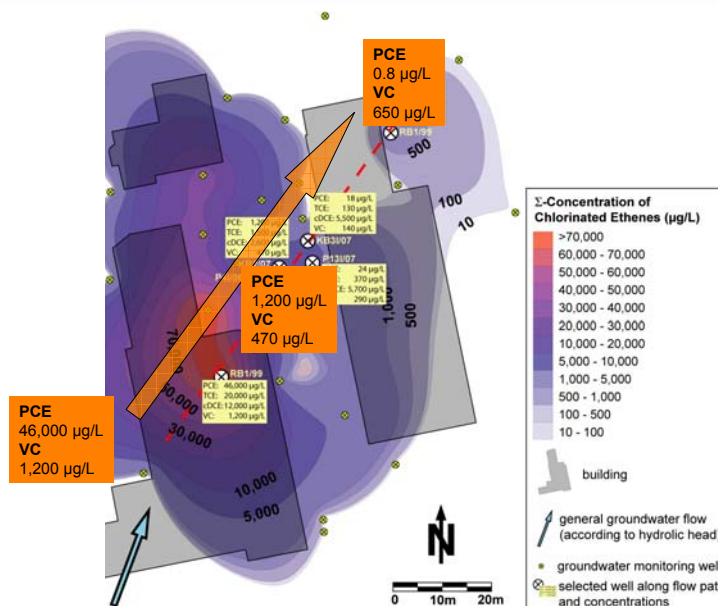 PCE
0.8 µg/L
VC
650 µg/L
RB1/99
500
100
10
PCE: 18 µg/L
TCE: 130 µg/L
cDCE: 5,500 µg/L
VC: 140 µg/L
PCE:
TCE:
cDCE:
VC:
KB3I/07
P13I/07
24 µg/L
370 µg/L
5,700 µg/L
290 µg/L
1,000
500
PCE
1,200 µg/L
VC
470 µg/L
70,000
RB1/99
PCE: 46,000 µg/L
TCE: 20,000 µg/L
cDCE: 12,000 µg/L
VC: 1,200 µg/L
30,000
10,000
5,000
PCE
46,000 µg/L
VC
1,200 µg/L
N
0 10m 20m
Σ-Concentration of
Chlorinated Ethenes (µg/L)
>70,000
60,000 - 70,000
50,000 - 60,000
40,000 - 50,000
30,000 - 40,000
20,000 - 30,000
10,000 - 20,000
5,000 - 10,000
1,000 - 5,000
500 - 1,000
100 - 500
10 - 100
building
general groundwater flow
(according to hydrolic head)
groundwater monitoring wel
selected well along flow pat
and concentrations